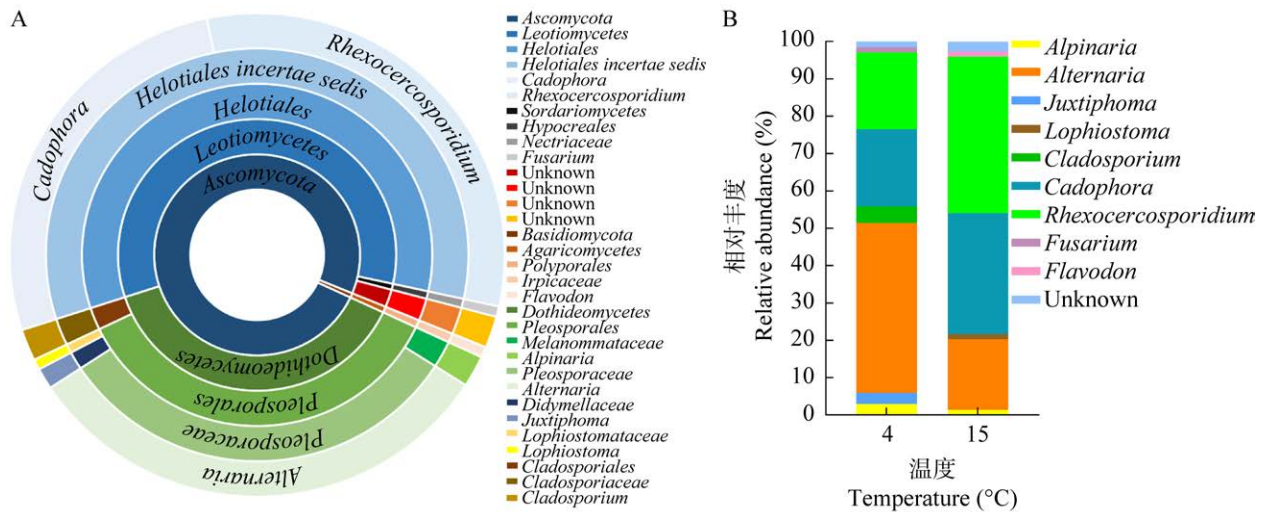 A
Rhexocercosporidium
Cadophora
Helotiales incertae sedis
Helotiales
Leotiomycetes
Ascomycota
Dothideomycetes
Pleosporales
Pleosporaceae
Alternaria
Ascomycota
Leotiomycetes
Helotiales
Helotiales incertae sedis
Cadophora
Rhexocercosporidium
Sordariomycetes
Hypocreales
Nectriaceae
Fusarium
Unknown
Unknown
Unknown
Unknown
Basidiomycota
Agaricomycetes
Polyporales
Irpicaceae
Flavodon
Dothideomycetes
Pleosporales
Melanommataceae
Alpinaria
Pleosporaceae
Alternaria
Didymellaceae
Juxtiphoma
Lophiostomataceae
Lophiostoma
Cladosporiales
Cladosporiaceae
Cladosporium
B
相对丰度
Relative abundance (%)
100
90
80
70
60
50
40
30
20
10
0
4
15
温度
Temperature (°C)
Alpinaria
Alternaria
Juxtiphoma
Lophiostoma
Cladosporium
Cadophora
Rhexocercosporidium
Fusarium
Flavodon
Unknown